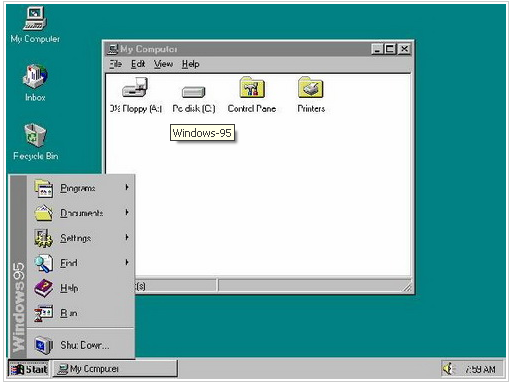 My Computer
Inbox
Recycle Bin
My Computer
File Edit View Help
3½ Floppy (A:) Pc disk (C:) Control Pane Printers
Windows-95
Programs
Documents
Settings
Find
Help
Run
Shut Down...
Windows95
t(s)
Start My Computer 7:59 AM